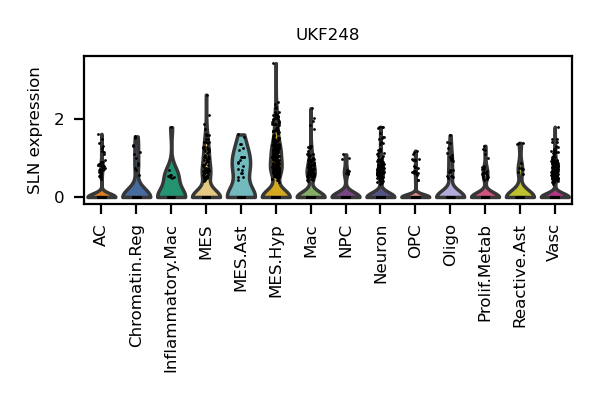 UKF248
SLN expression
2
0
AC
Chromatin.Reg
Inflammatory.Mac
MES
MES.Ast
MES.Hyp
Mac
NPC
Neuron
OPC
Oligo
Prolif.Metab
Reactive.Ast
Vasc